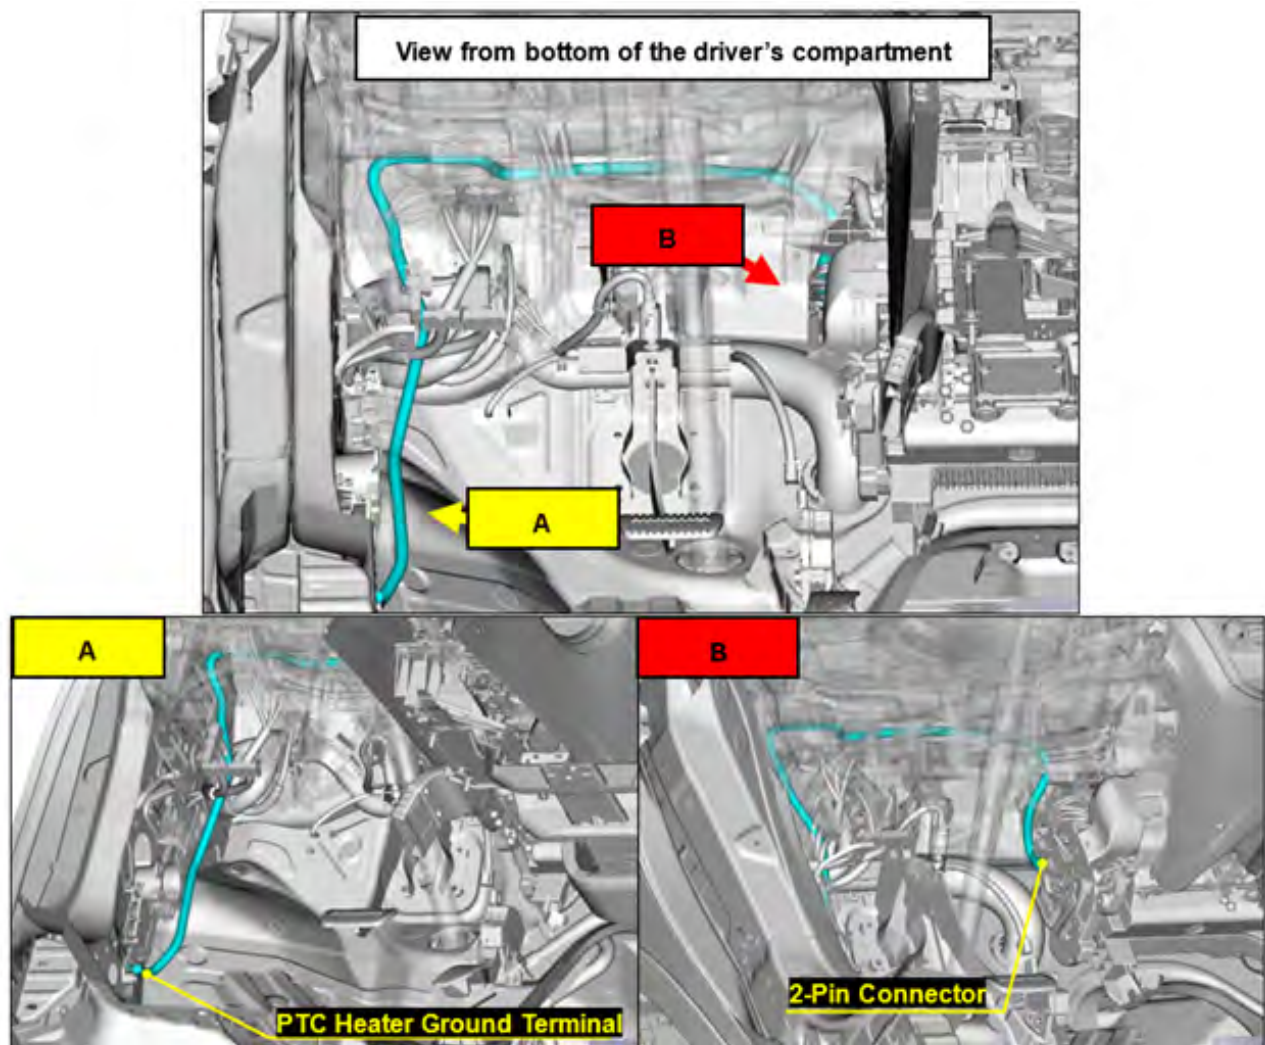 View from bottom of the driver's compartment
B
A
A
B
2-Pin Connector
PTC Heater Ground Terminal